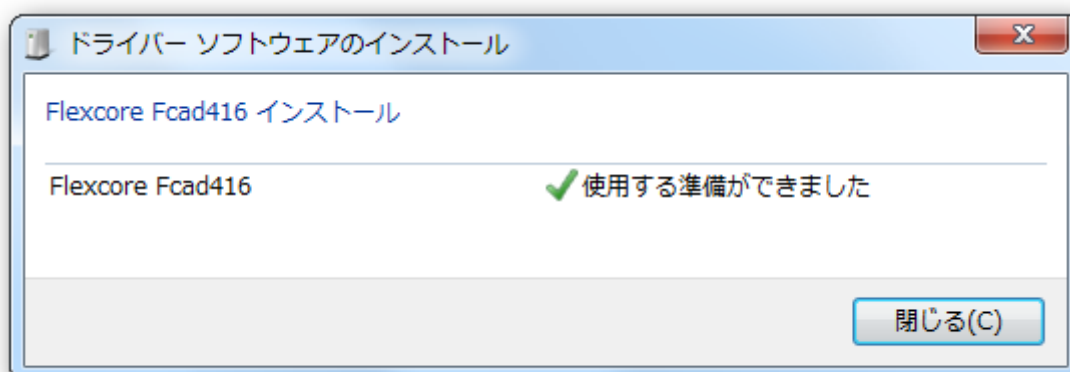 ドライバー ソフトウェアのインストール
Flexcore Fcad416 インストール
Flexcore Fcad416 使用する準備ができました
閉じる(C)